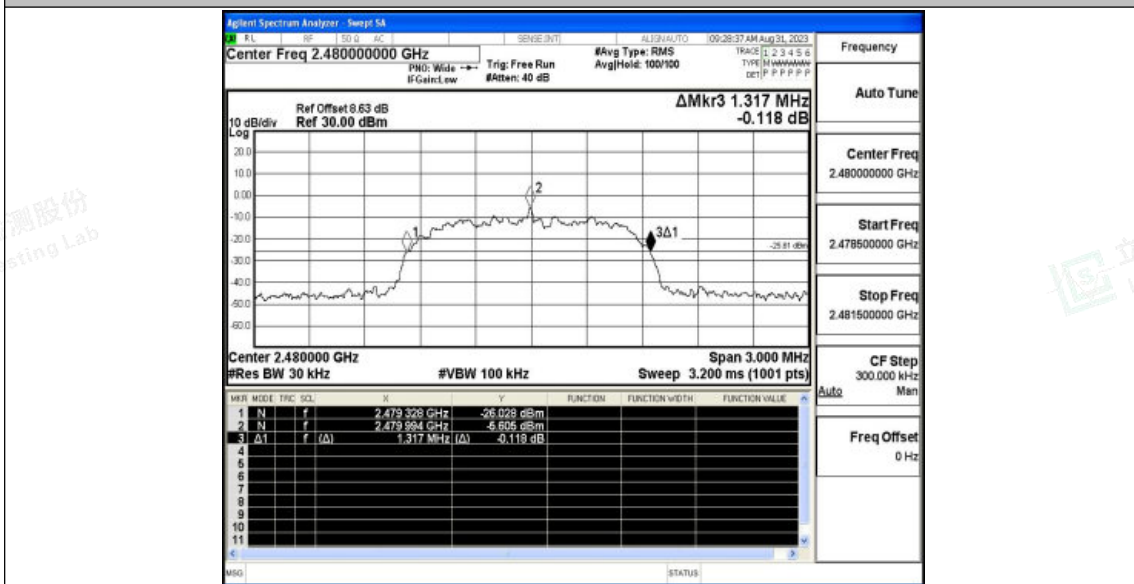 Agilent Spectrum Analyzer - Swept SA
RL RF 50 Ω AC SENSE:INT ALIGNAUTO 09:28:37 AM Aug 31, 2023
Center Freq 2.480000000 GHz
PNO: Wide
IFGain:Low
Trig: Free Run
#Atten: 40 dB
#Avg Type: RMS
Avg|Hold: 100/100
TRACE 1 2 3 4 5 6
TYPE M
DET P P P P P P
Frequency
Auto Tune
Center Freq
2.480000000 GHz
Start Freq
2.478500000 GHz
Stop Freq
2.481500000 GHz
CF Step
300.000 kHz
Auto Man
Freq Offset
0 Hz
ΔMkr3 1.317 MHz
-0.118 dB
Ref Offset 8.63 dB
10 dB/div Ref 30.00 dBm
Log
20.0
10.0
0.00
-10.0
-20.0
-30.0
-40.0
-50.0
-60.0
2
1
3Δ1
-25.61 dBm
Center 2.480000 GHz Span 3.000 MHz
#Res BW 30 kHz #VBW 100 kHz Sweep 3.200 ms (1001 pts)
MKR MODE TRC SCL X Y FUNCTION FUNCTION WIDTH FUNCTION VALUE
1 N f 2.479 328 GHz -26.028 dBm
2 N f 2.479 994 GHz -5.605 dBm
3 Δ1 f (Δ) 1.317 MHz (Δ) -0.118 dB
4
5
6
7
8
9
10
11
MSG STATUS
测股份
sting Lab
立